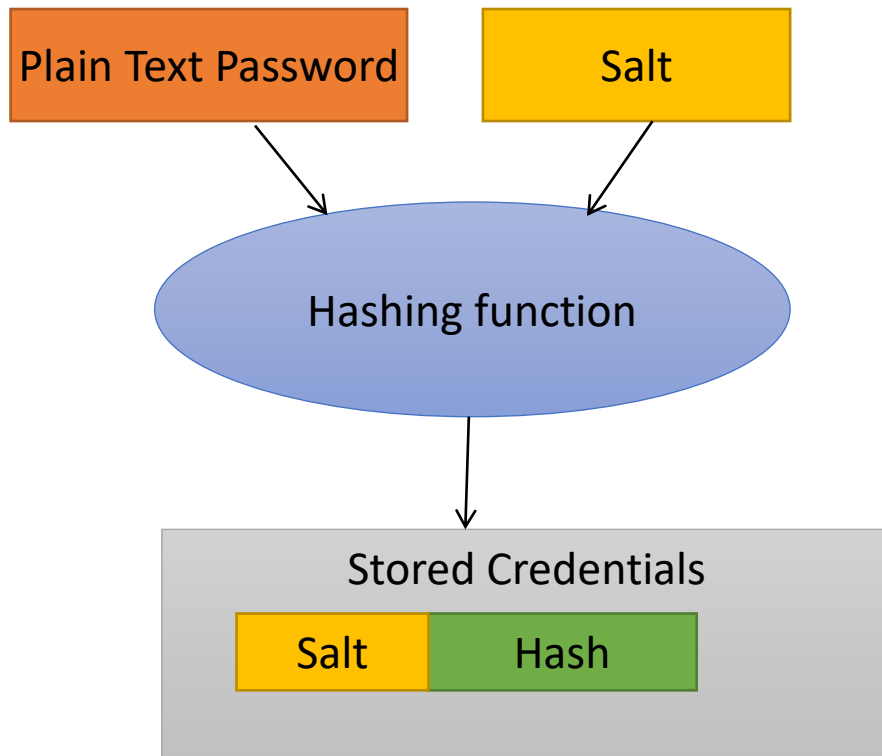 Plain Text Password
Salt
Hashing function
Stored Credentials
Salt
Hash